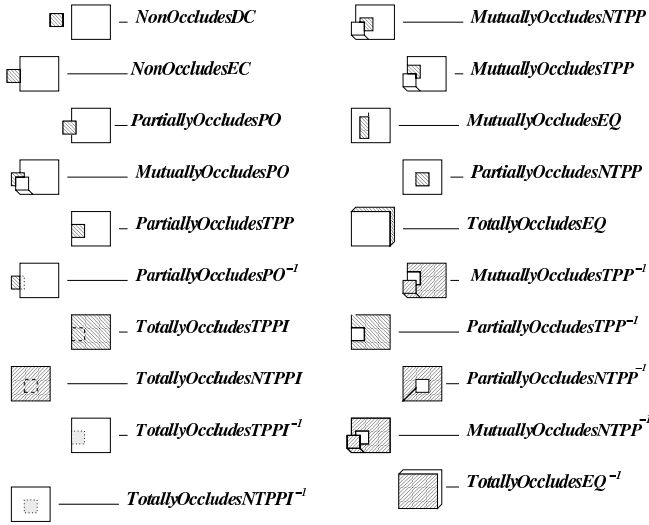 NonOccludesDC
NonOccludesEC
PartiallyOccludesPO
MutuallyOccludesPO
PartiallyOccludesTPP
PartiallyOccludesPO⁻¹
TotallyOccludesTPPI
TotallyOccludesNTPPI
TotallyOccludesTPPI⁻¹
TotallyOccludesNTPPI⁻¹
MutuallyOccludesNTPP
MutuallyOccludesTPP
MutuallyOccludesEQ
PartiallyOccludesNTPP
TotallyOccludesEQ
MutuallyOccludesTPP⁻¹
PartiallyOccludesTPP⁻¹
PartiallyOccludesNTPP⁻¹
MutuallyOccludesNTPP⁻¹
TotallyOccludesEQ⁻¹